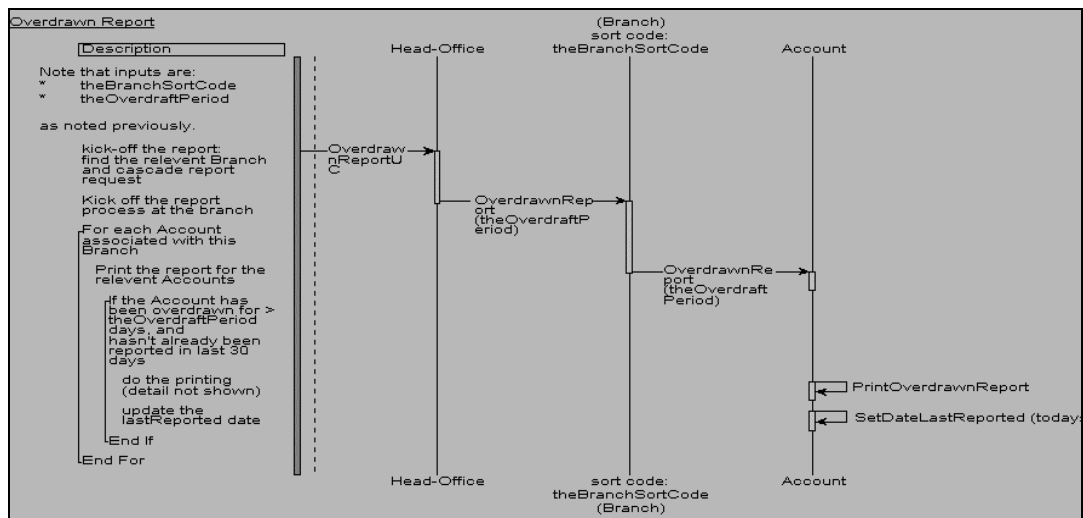 Overdrawn Report
(Branch)
sort code:
theBranchSortCode
Description
Head-Office
Account
Note that inputs are:
* theBranchSortCode
* theOverdraftPeriod
as noted previously.
kick-off the report:
find the relevent Branch
and cascade report
request
Overdraw
nReportU
C
Kick off the report
process at the branch
OverdrawnRep
ort
(theOverdraftP
eriod)
For each Account
associated with this
Branch
Print the report for the
relevent Accounts
OverdrawnRe
port
(theOverdraft
Period)
If the Account has
been overdrawn for >
theOverdraftPeriod
days, and
hasn't already been
reported in last 30
days
do the printing
(detail not shown)
PrintOverdrawnReport
update the
lastReported date
SetDateLastReported (todays
End If
End For
Head-Office
sort code:
theBranchSortCode
(Branch)
Account